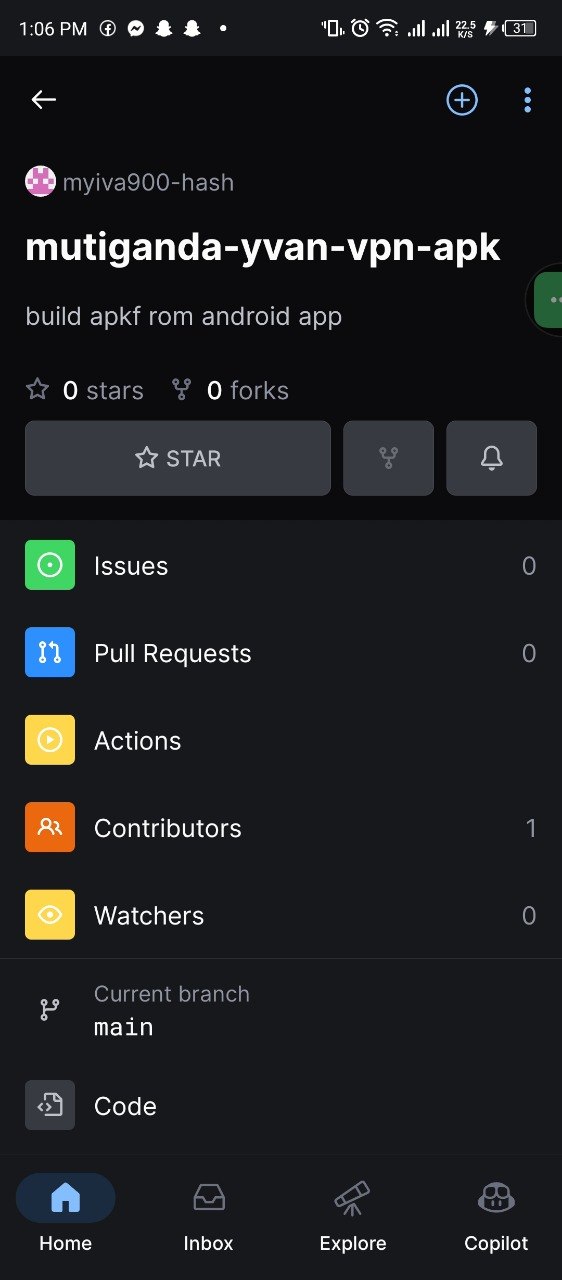 1:06 PM
22.5
K/S
31
myiva900-hash
mutiganda-yvan-vpn-apk
build apkf rom android app
0 stars 0 forks
STAR
Issues 0
Pull Requests 0
Actions
Contributors 1
Watchers 0
Current branch
main
Code
Home Inbox Explore Copilot